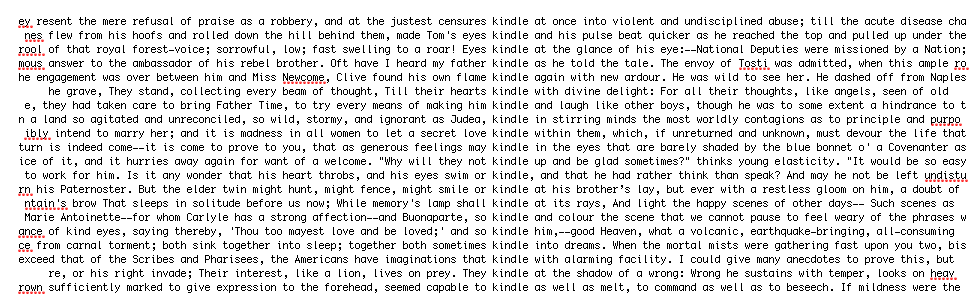 ey resent the mere refusal of praise as a robbery, and at the justest censures kindle at once into violent and undisciplined abuse; till the acute disease cha
nes flew from his hoofs and rolled down the hill behind them, made Tom's eyes kindle and his pulse beat quicker as he reached the top and pulled up under the
rool of that royal forest-voice; sorrowful, low; fast swelling to a roar! Eyes kindle at the glance of his eye:--National Deputies were missioned by a Nation;
mous answer to the ambassador of his rebel brother. Oft have I heard my father kindle as he told the tale. The envoy of Tosti was admitted, when this ample ro
he engagement was over between him and Miss Newcome, Clive found his own flame kindle again with new ardour. He was wild to see her. He dashed off from Naples
he grave, They stand, collecting every beam of thought, Till their hearts kindle with divine delight: For all their thoughts, like angels, seen of old
e, they had taken care to bring Father Time, to try every means of making him kindle and laugh like other boys, though he was to some extent a hindrance to t
n a land so agitated and unreconciled, so wild, stormy, and ignorant as Judea, kindle in stirring minds the most worldly contagions as to principle and purpo
ibly intend to marry her; and it is madness in all women to let a secret love kindle within them, which, if unreturned and unknown, must devour the life that
turn is indeed come--it is come to prove to you, that as generous feelings may kindle in the eyes that are barely shaded by the blue bonnet o' a Covenanter as
ice of it, and it hurries away again for want of a welcome. "Why will they not kindle up and be glad sometimes?" thinks young elasticity. "It would be so easy
to work for him. Is it any wonder that his heart throbs, and his eyes swim or kindle, and that he had rather think than speak? And may he not be left undistu
rn his Paternoster. But the elder twin might hunt, might fence, might smile or kindle at his brother’s lay, but ever with a restless gloom on him, a doubt of
ntain's brow That sleeps in solitude before us now; While memory's lamp shall kindle at its rays, And light the happy scenes of other days-- Such scenes as
Marie Antoinette--for whom Carlyle has a strong affection--and Buonaparte, so kindle and colour the scene that we cannot pause to feel weary of the phrases w
ance of kind eyes, saying thereby, 'Thou too mayest love and be loved;' and so kindle him,--good Heaven, what a volcanic, earthquake-bringing, all-consuming
ce from carnal torment; both sink together into sleep; together both sometimes kindle into dreams. When the mortal mists were gathering fast upon you two, bis
exceed that of the Scribes and Pharisees, the Americans have imaginations that kindle with alarming facility. I could give many anecdotes to prove this, but
re, or his right invade; Their interest, like a lion, lives on prey. They kindle at the shadow of a wrong: Wrong he sustains with temper, looks on heav
rown sufficiently marked to give expression to the forehead, seemed capable to kindle as well as melt, to command as well as to beseech. If mildness were the